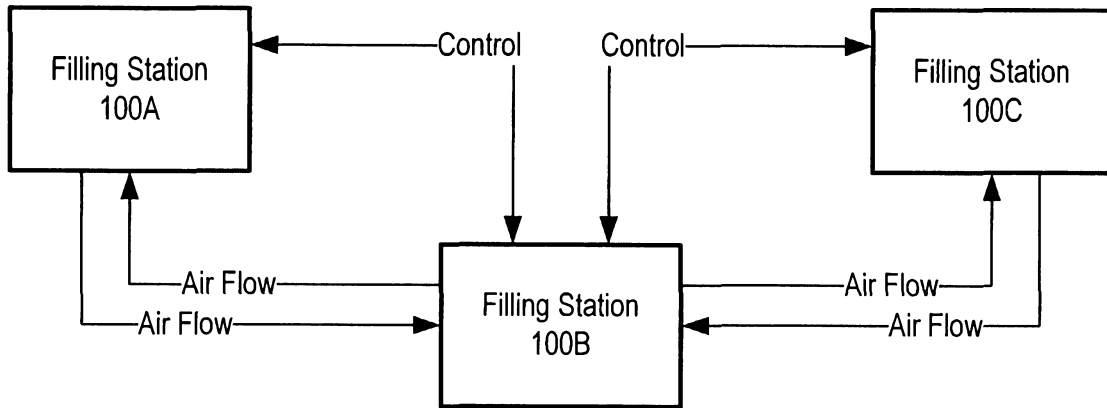 Filling Station
100A
Control
Control
Filling Station
100C
Air Flow
Air Flow
Filling Station
100B
Air Flow
Air Flow